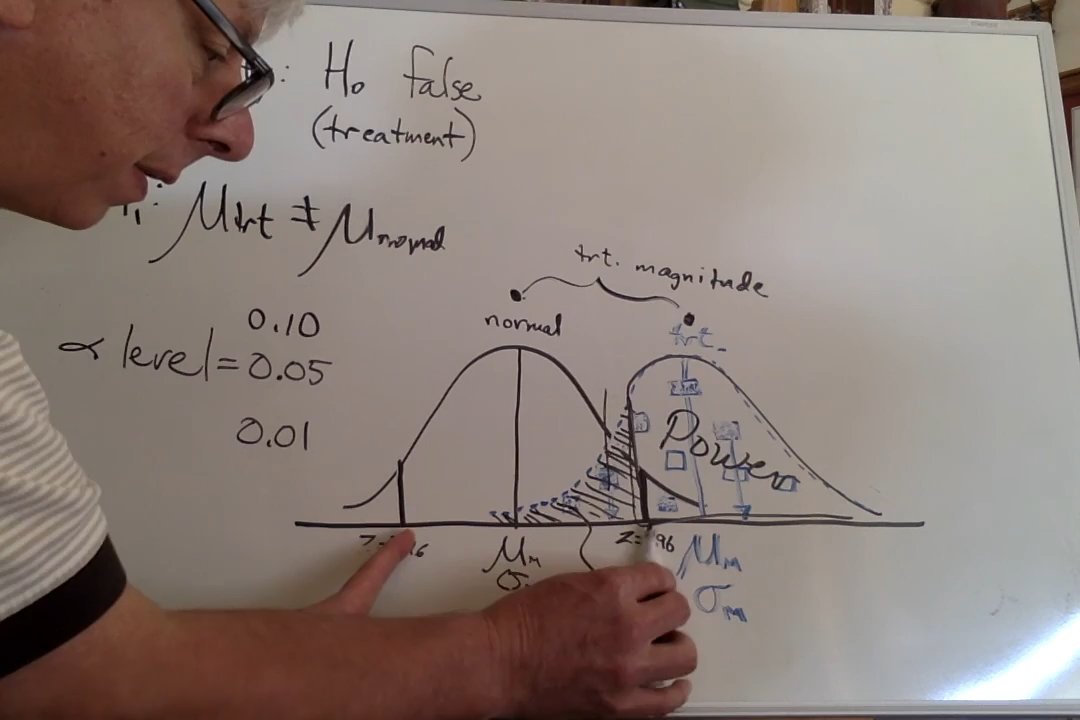 : H₀ false
(treatment)
: μtrt ≠ μnormal
trt. magnitude
normal
trt.
0.10
α level = 0.05
0.01
Power
μm
σm
μm